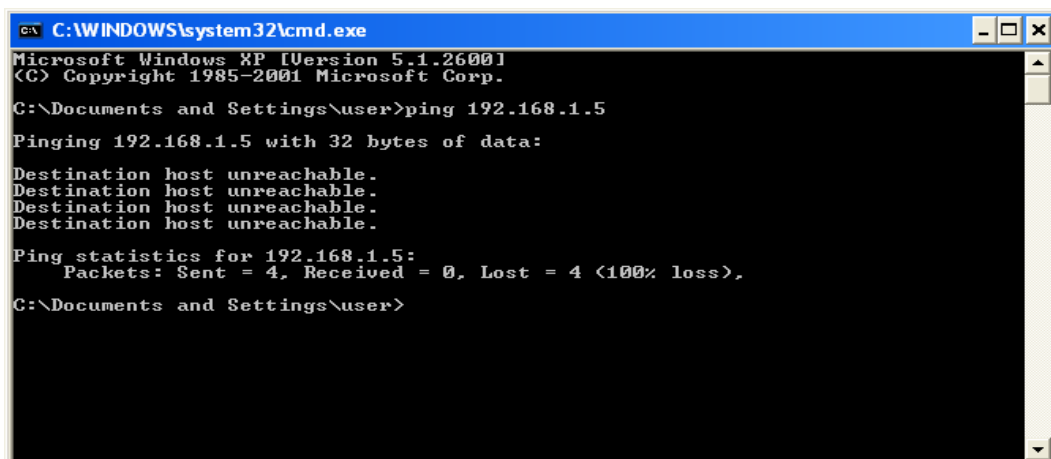 C:\WINDOWS\system32\cmd.exe
Microsoft Windows XP [Version 5.1.2600]
(C) Copyright 1985-2001 Microsoft Corp.
C:\Documents and Settings\user>ping 192.168.1.5
Pinging 192.168.1.5 with 32 bytes of data:
Destination host unreachable.
Destination host unreachable.
Destination host unreachable.
Destination host unreachable.
Ping statistics for 192.168.1.5:
    Packets: Sent = 4, Received = 0, Lost = 4 (100% loss),
C:\Documents and Settings\user>